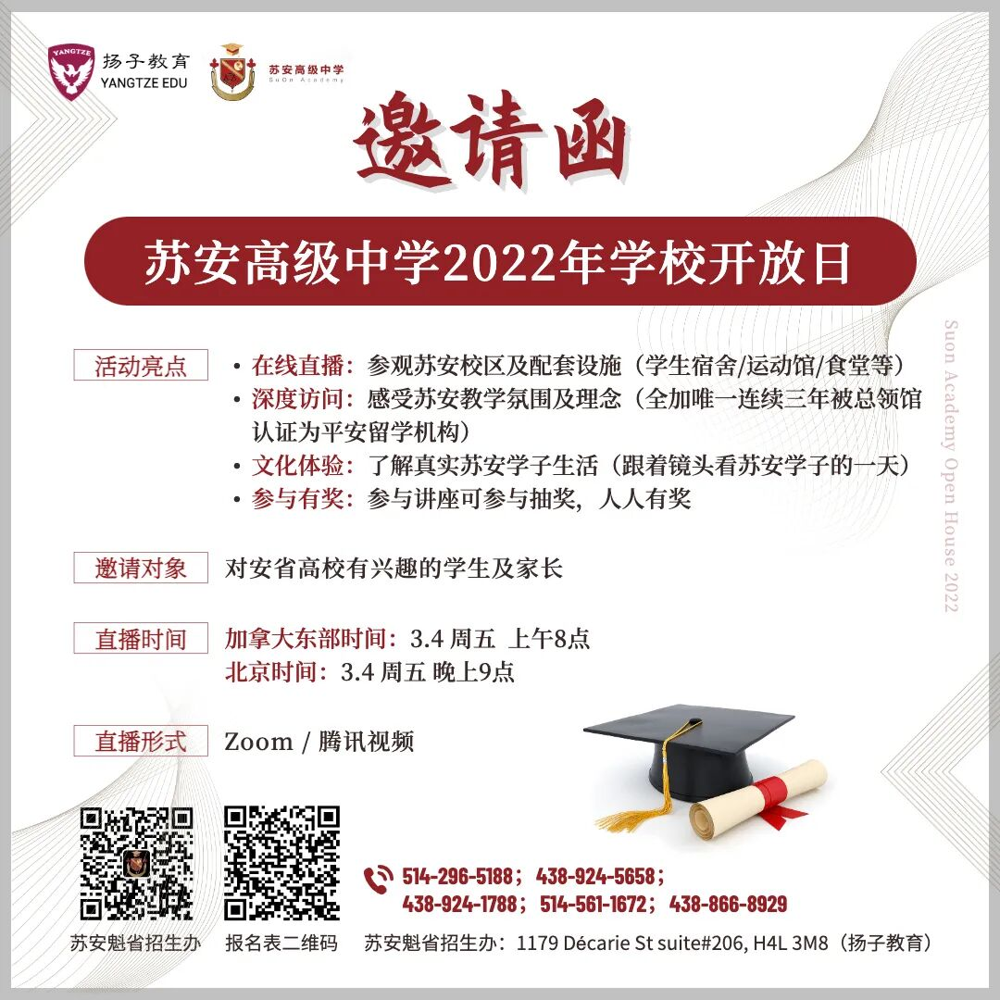 YANGTZE
扬子教育
YANGTZE EDU
苏安高级中学
SuOn Academy
邀请函
苏安高级中学2022年学校开放日
活动亮点
• 在线直播：参观苏安校区及配套设施（学生宿舍/运动馆/食堂等）
• 深度访问：感受苏安教学氛围及理念（全加唯一连续三年被总领馆
认证为平安留学机构）
• 文化体验：了解真实苏安学子生活（跟着镜头看苏安学子的一天）
• 参与有奖：参与讲座可参与抽奖，人人有奖
邀请对象
对安省高校有兴趣的学生及家长
直播时间
加拿大东部时间：3.4 周五 上午8点
北京时间：3.4 周五 晚上9点
直播形式
Zoom / 腾讯视频
Suon Academy Open House 2022
514-296-5188；438-924-5658；
438-924-1788；514-561-1672；438-866-8929
苏安魁省招生办
报名表二维码
苏安魁省招生办：1179 Décarie St suite#206, H4L 3M8（扬子教育）